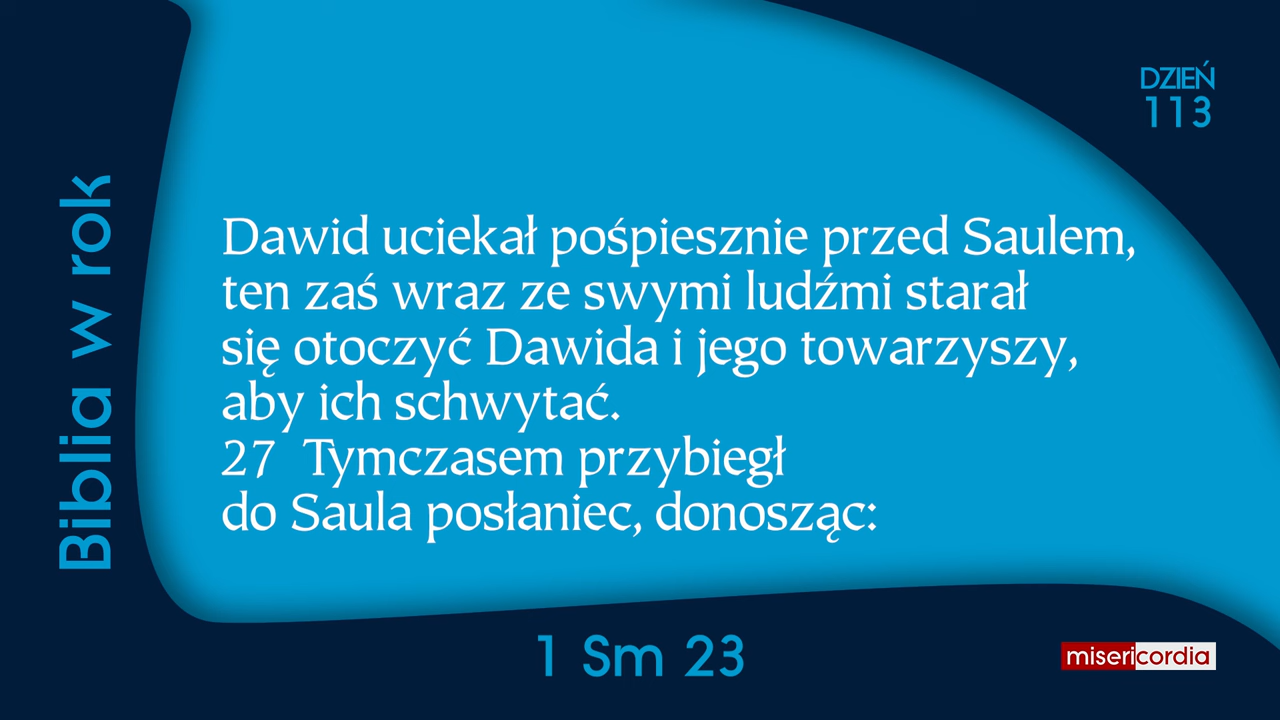 DZIEŃ
113
Biblia w rok
Dawid uciekał pośpiesznie przed Saulem,
ten zaś wraz ze swymi ludźmi starał
się otoczyć Dawida i jego towarzyszy,
aby ich schwytać.
27 Tymczasem przybiegł
do Saula posłaniec, donosząc:
1 Sm 23
misericordia